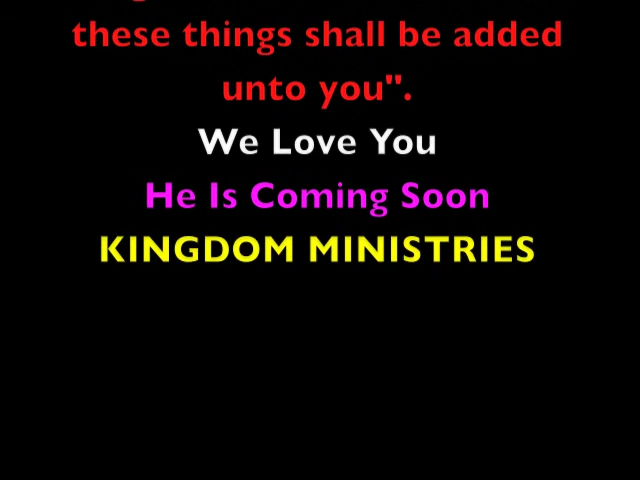 these things shall be added
unto you".
We Love You
He Is Coming Soon
KINGDOM MINISTRIES